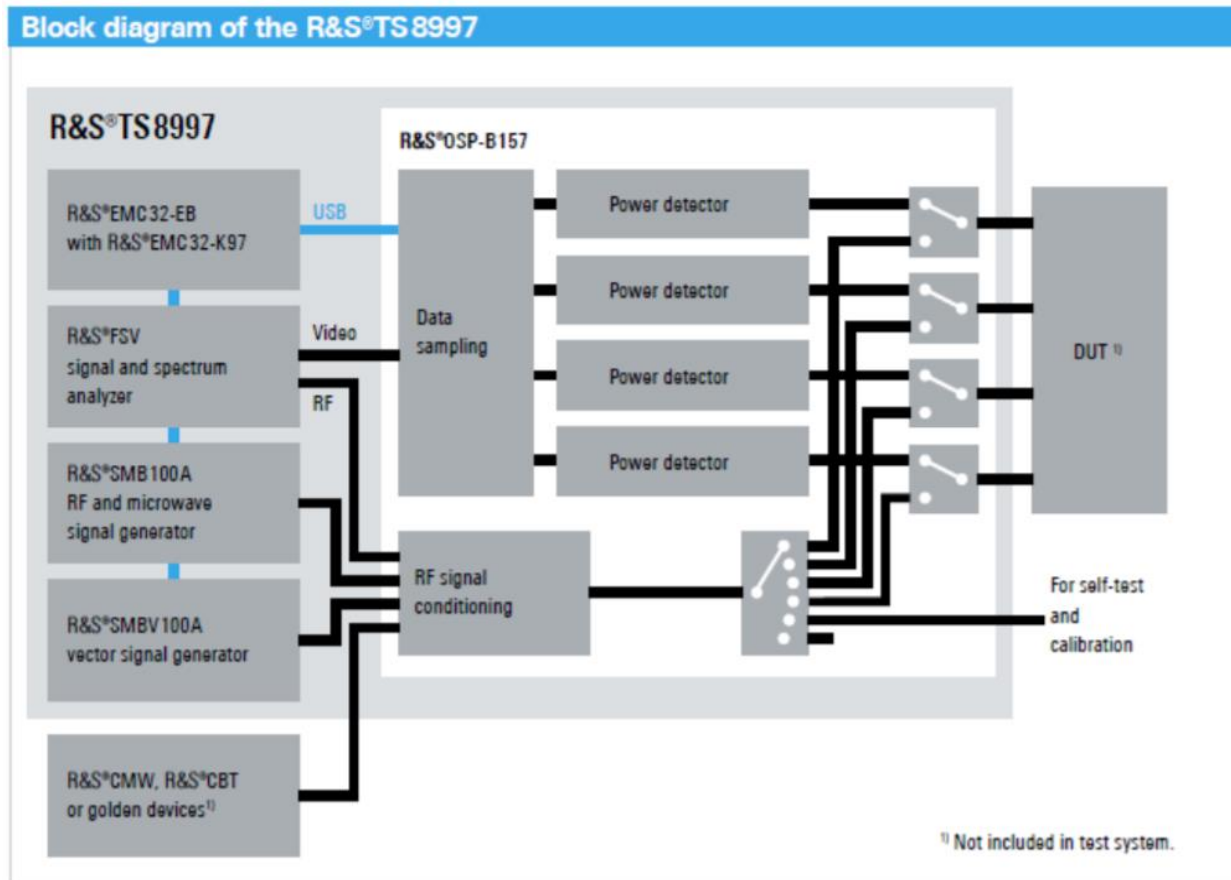 Block diagram of the R&S®TS8997
R&S®TS8997
R&S®OSP-B157
R&S®EMC32-EB
with R&S®EMC32-K97
USB
Data
sampling
Power detector
Power detector
Power detector
Power detector
R&S®FSV
signal and spectrum
analyzer
Video
RF
DUT 1)
R&S®SMB100A
RF and microwave
signal generator
R&S®SMBV100A
vector signal generator
RF signal
conditioning
For self-test
and
calibration
R&S®CMW, R&S®CBT
or golden devices1)
1) Not included in test system.